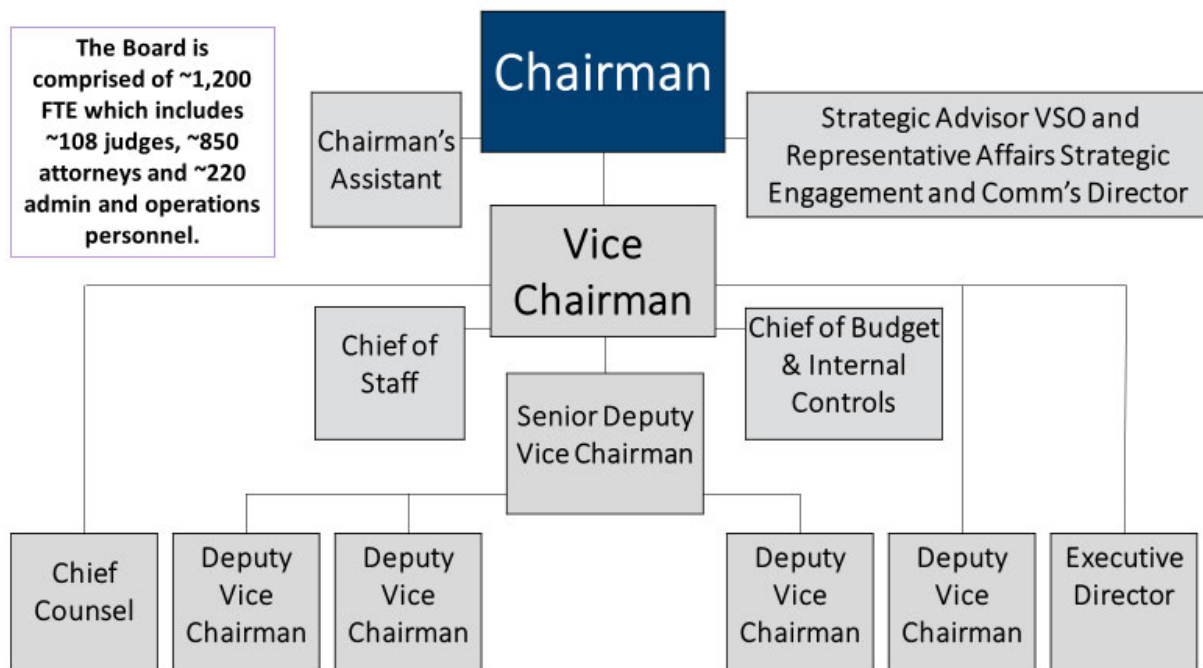 The Board is
comprised of ~1,200
FTE which includes
~108 judges, ~850
attorneys and ~220
admin and operations
personnel.
Chairman
Chairman's
Assistant
Strategic Advisor VSO and
Representative Affairs Strategic
Engagement and Comm's Director
Vice
Chairman
Chief of
Staff
Chief of Budget
& Internal
Controls
Senior Deputy
Vice Chairman
Chief
Counsel
Deputy
Vice
Chairman
Deputy
Vice
Chairman
Deputy
Vice
Chairman
Deputy
Vice
Chairman
Executive
Director